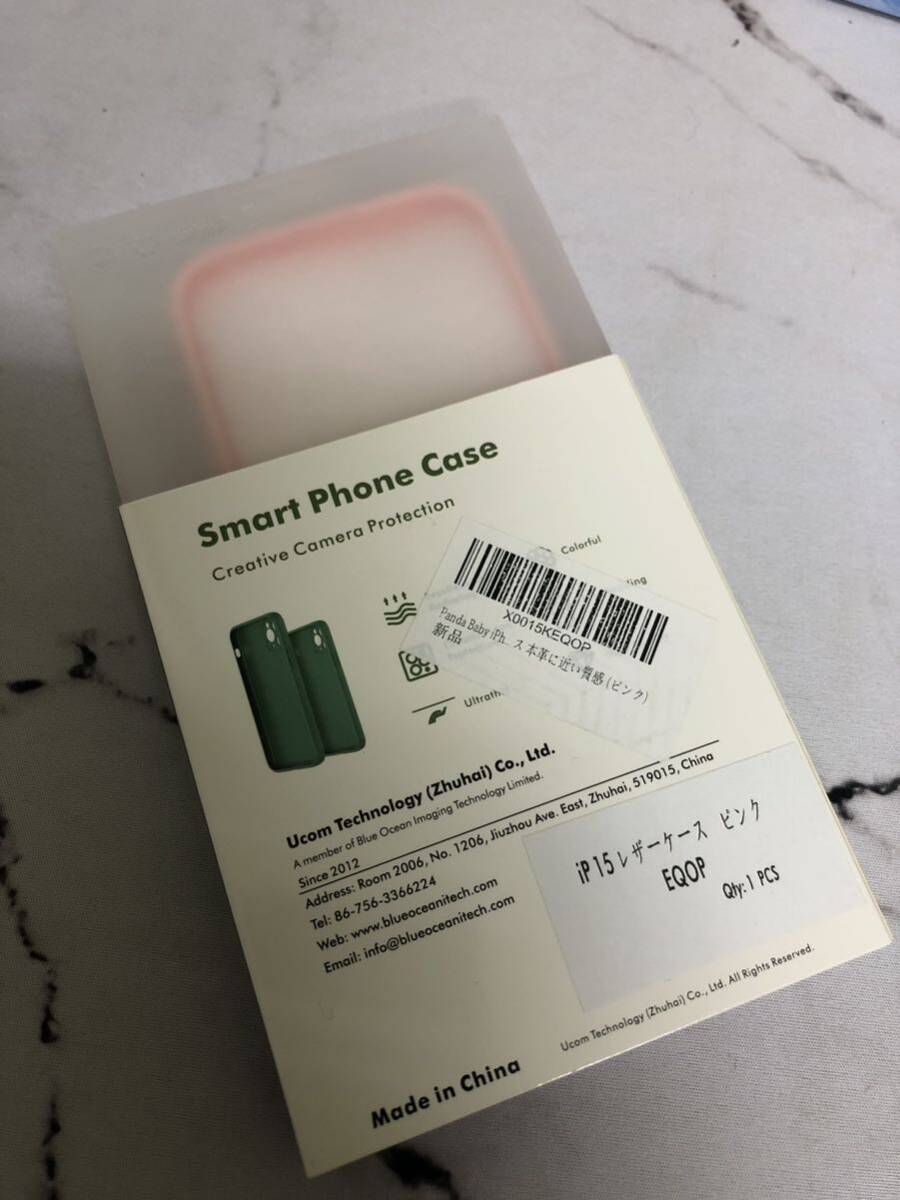 Smart Phone Case
Creative Camera Protection
Colorful
X0015KEQOP
Panda Baby iPh... ス 本革に近い質感 (ピンク)
新品
Ucom Technology (Zhuhai) Co., Ltd.
A member of Blue Ocean Imaging Technology Limited.
Since 2012
Address: Room 2006, No. 1206, Jiuzhou Ave. East, Zhuhai, 519015, China
Tel: 86-756-3366224
Web: www.blueoceanitech.com
Email: info@blueoceanitech.com
iP 15 レザーケース ピンク
EQOP
Qty: 1 PCS
Ucom Technology (Zhuhai) Co., Ltd. All Rights Reserved.
Made in China